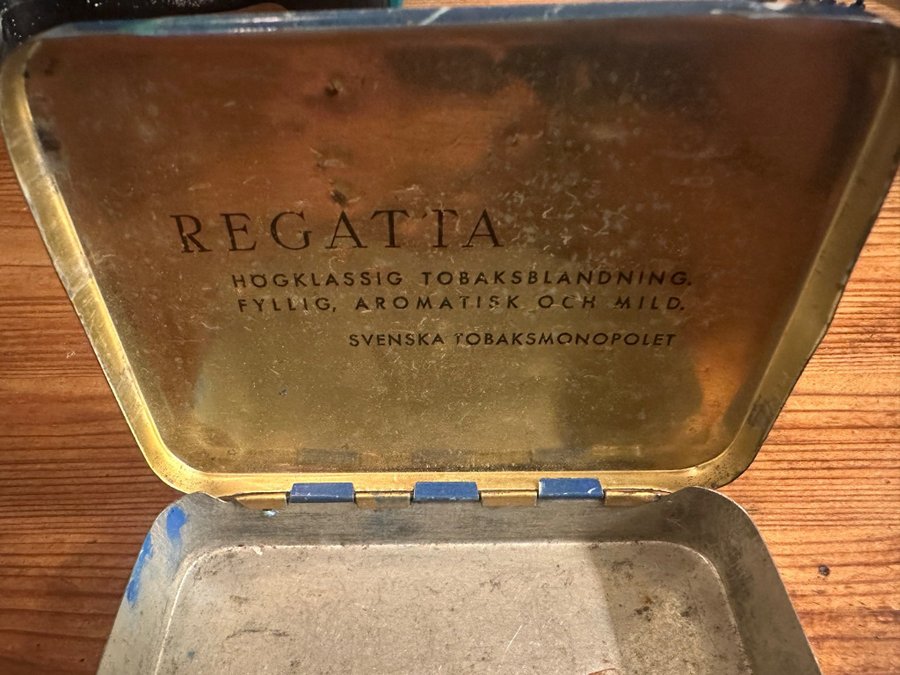 REGATTA
HÖGKLASSIG TOBAKSBLANDNING.
FYLLIG, AROMATISK OCH MILD.
SVENSKA TOBAKSMONOPOLET